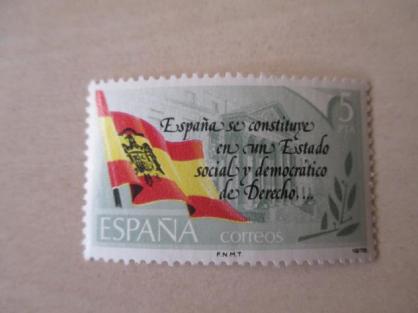 5
PTA
España se constituye
en un Estado
social y democrático
de Derecho,...
ESPAÑA correos
F.N.M.T. 1978